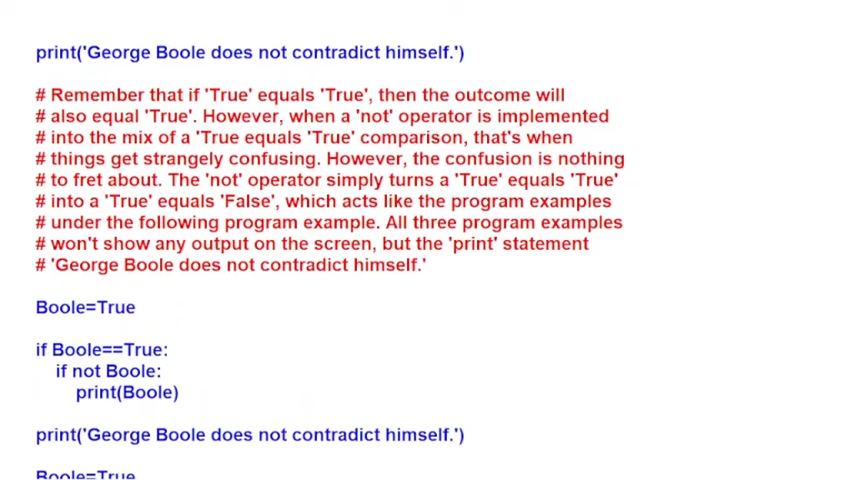 print('George Boole does not contradict himself.')
# Remember that if 'True' equals 'True', then the outcome will
# also equal 'True'. However, when a 'not' operator is implemented
# into the mix of a 'True equals 'True' comparison, that's when
# things get strangely confusing. However, the confusion is nothing
# to fret about. The 'not' operator simply turns a 'True' equals 'True'
# into a 'True' equals 'False', which acts like the program examples
# under the following program example. All three program examples
# won't show any output on the screen, but the 'print' statement
# 'George Boole does not contradict himself.'
Boole=True
if Boole==True:
    if not Boole:
        print(Boole)
print('George Boole does not contradict himself.')
Boole=True